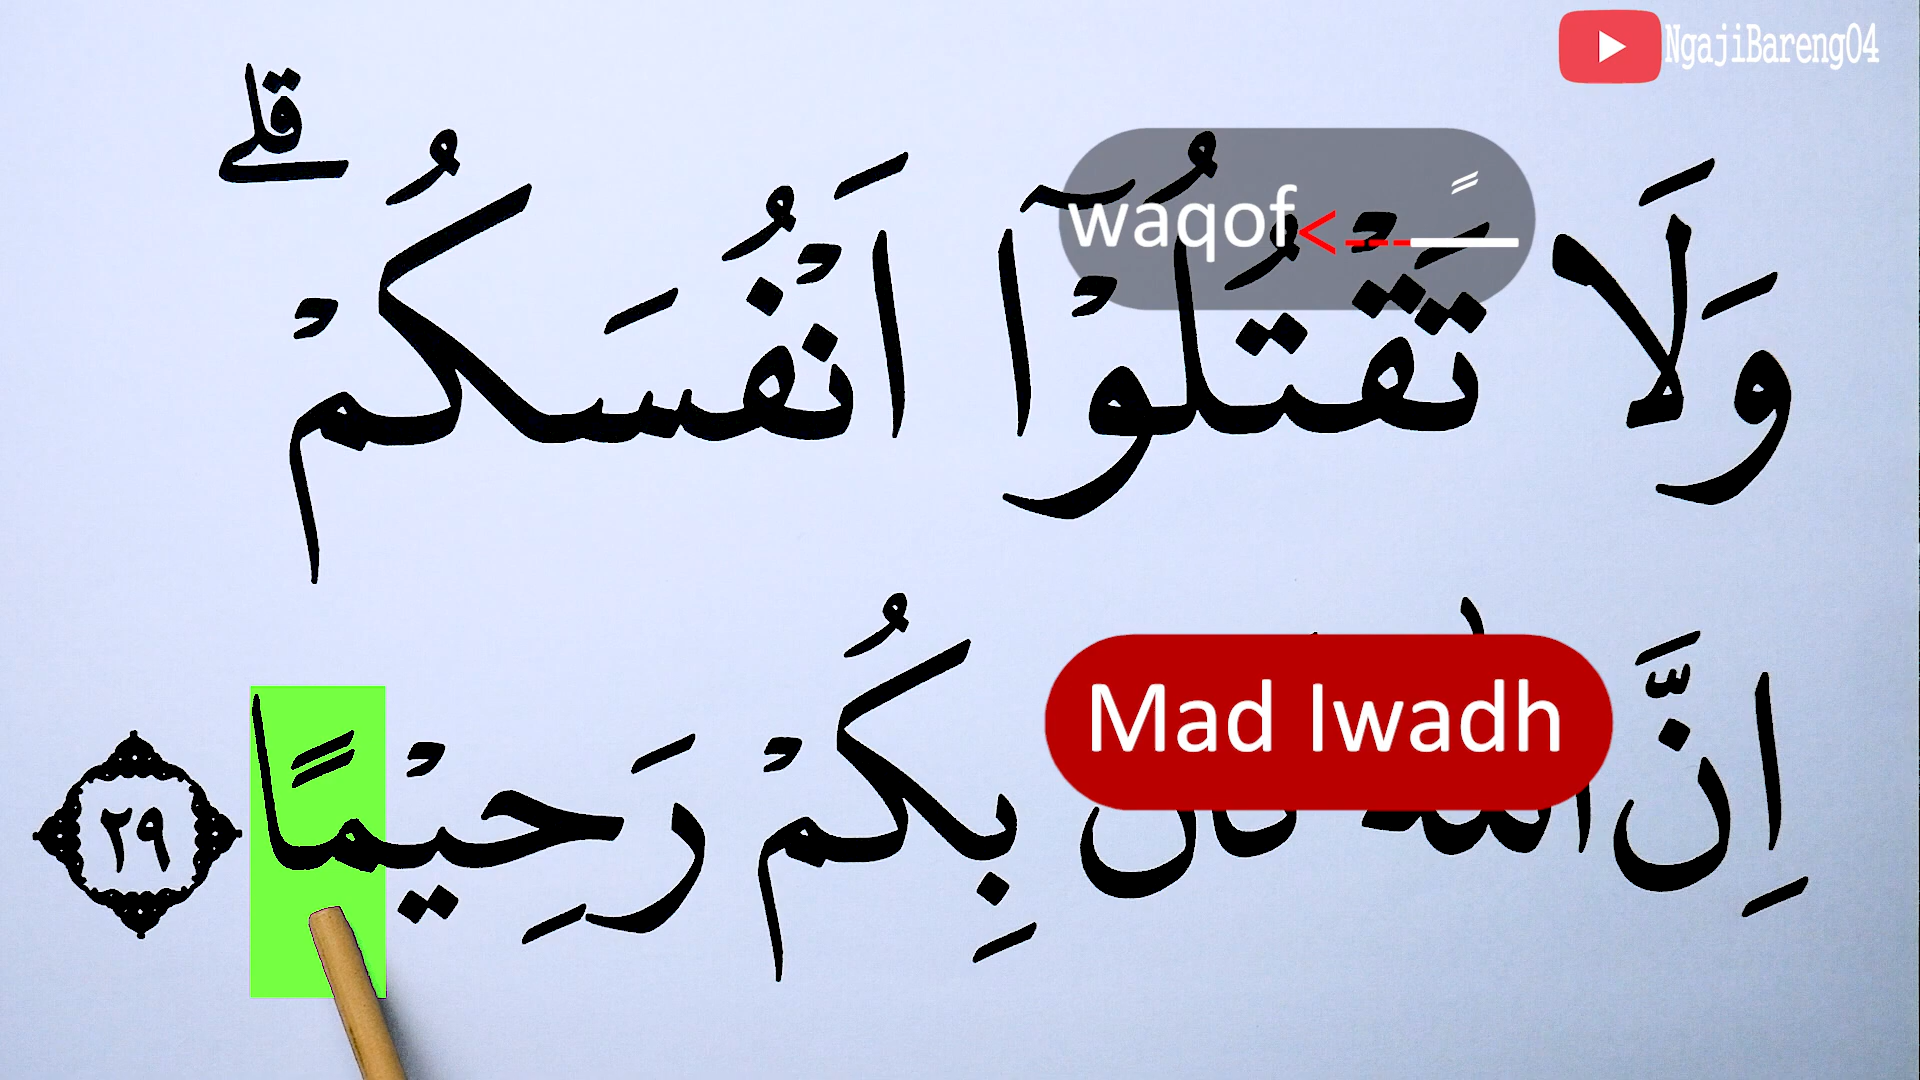 NgajiBareng04
قلے
وَلَا تَقْتُلُوْٓا اَنْفُسَكُمْ
waqof
اِنَّ بِكُمْ رَحِيْمًا ٢٩
Mad Iwadh